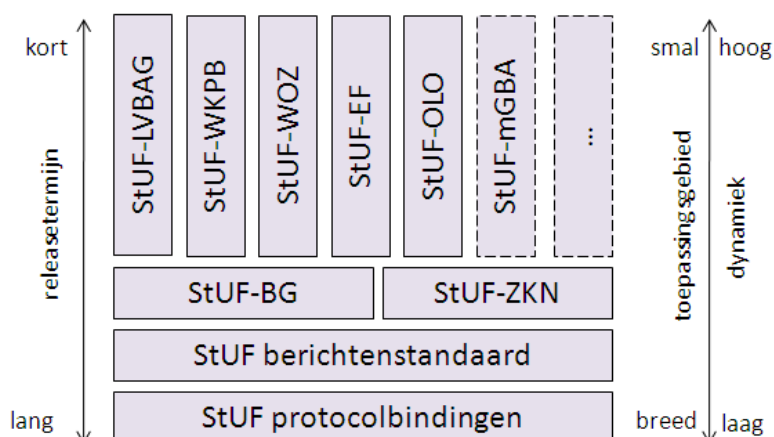 kort
smal
hoog
StUF-LVBAG
StUF-WKPB
StUF-WOZ
StUF-EF
StUF-OLO
StUF-mGBA
...
releasetermijn
toepassingsgebied
dynamiek
StUF-BG
StUF-ZKN
StUF berichtenstandaard
StUF protocolbindingen
lang
breed
laag